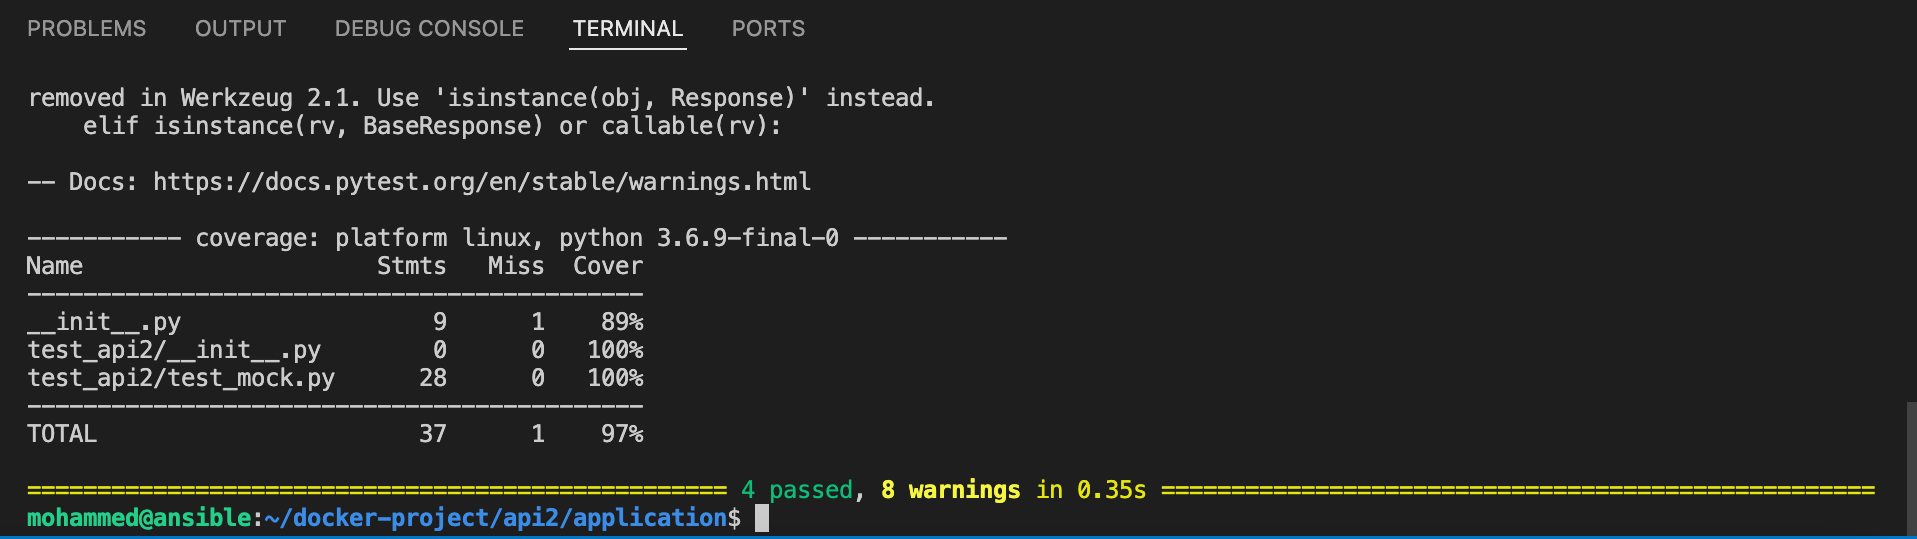 PROBLEMS OUTPUT DEBUG CONSOLE TERMINAL PORTS
removed in Werkzeug 2.1. Use 'isinstance(obj, Response)' instead.
    elif isinstance(rv, BaseResponse) or callable(rv):
-- Docs: https://docs.pytest.org/en/stable/warnings.html
----------- coverage: platform linux, python 3.6.9-final-0 -----------
Name                     Stmts   Miss  Cover
--------------------------------------------
__init__.py                  9      1    89%
test_api2/__init__.py        0      0   100%
test_api2/test_mock.py      28      0   100%
--------------------------------------------
TOTAL                       37      1    97%
================================================== 4 passed, 8 warnings in 0.35s ===================================================
mohammed@ansible:~/docker-project/api2/application$